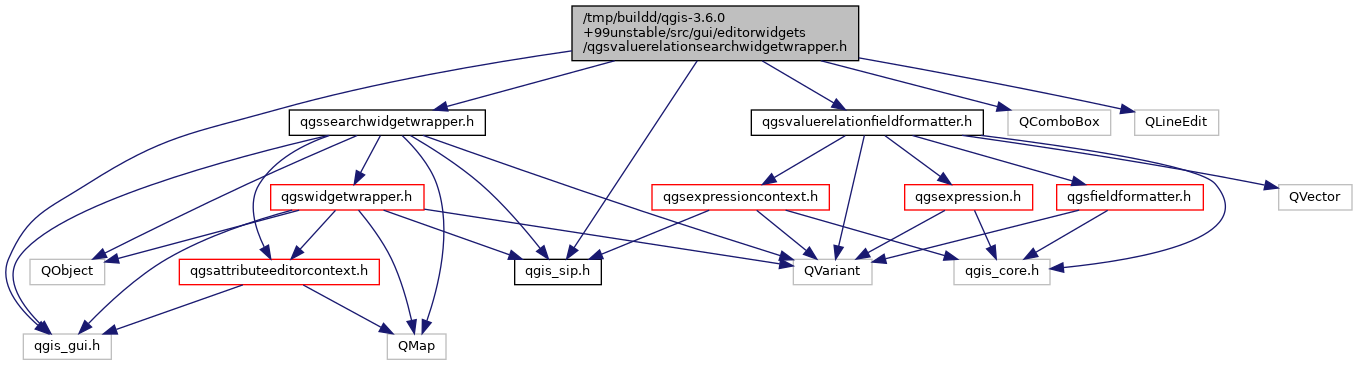 /tmp/buildd/qgis-3.6.0
+99unstable/src/gui/editorwidgets
/qgsvaluerelationsearchwidgetwrapper.h
qgssearchwidgetwrapper.h
qgsvaluerelationfieldformatter.h
QComboBox
QLineEdit
qgswidgetwrapper.h
qgsexpressioncontext.h
qgsexpression.h
qgsfieldformatter.h
QVector
QObject
qgsattributeeditorcontext.h
qgis_sip.h
QVariant
qgis_core.h
qgis_gui.h
QMap